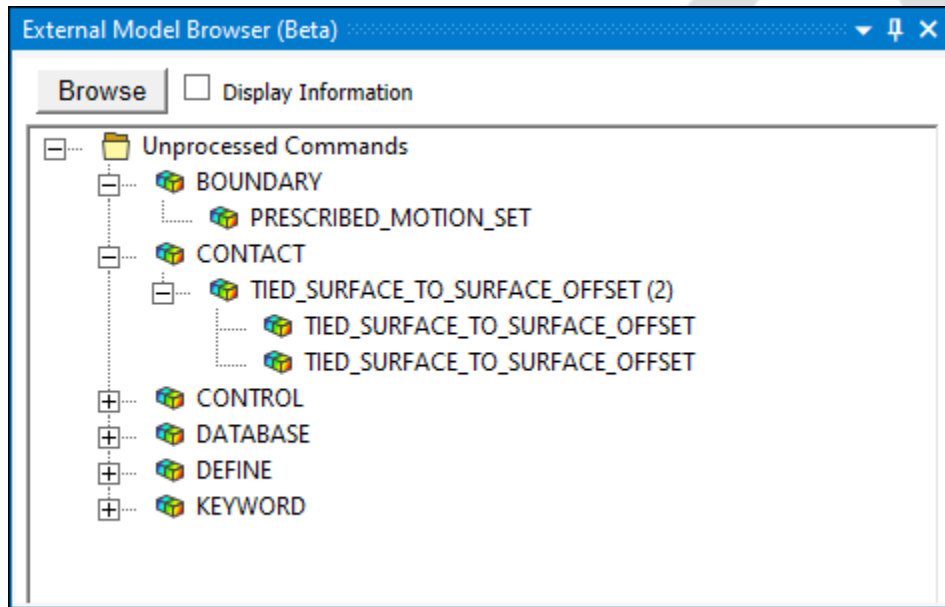 External Model Browser (Beta)
Browse Display Information
Unprocessed Commands
BOUNDARY
PRESCRIBED_MOTION_SET
CONTACT
TIED_SURFACE_TO_SURFACE_OFFSET (2)
TIED_SURFACE_TO_SURFACE_OFFSET
TIED_SURFACE_TO_SURFACE_OFFSET
CONTROL
DATABASE
DEFINE
KEYWORD